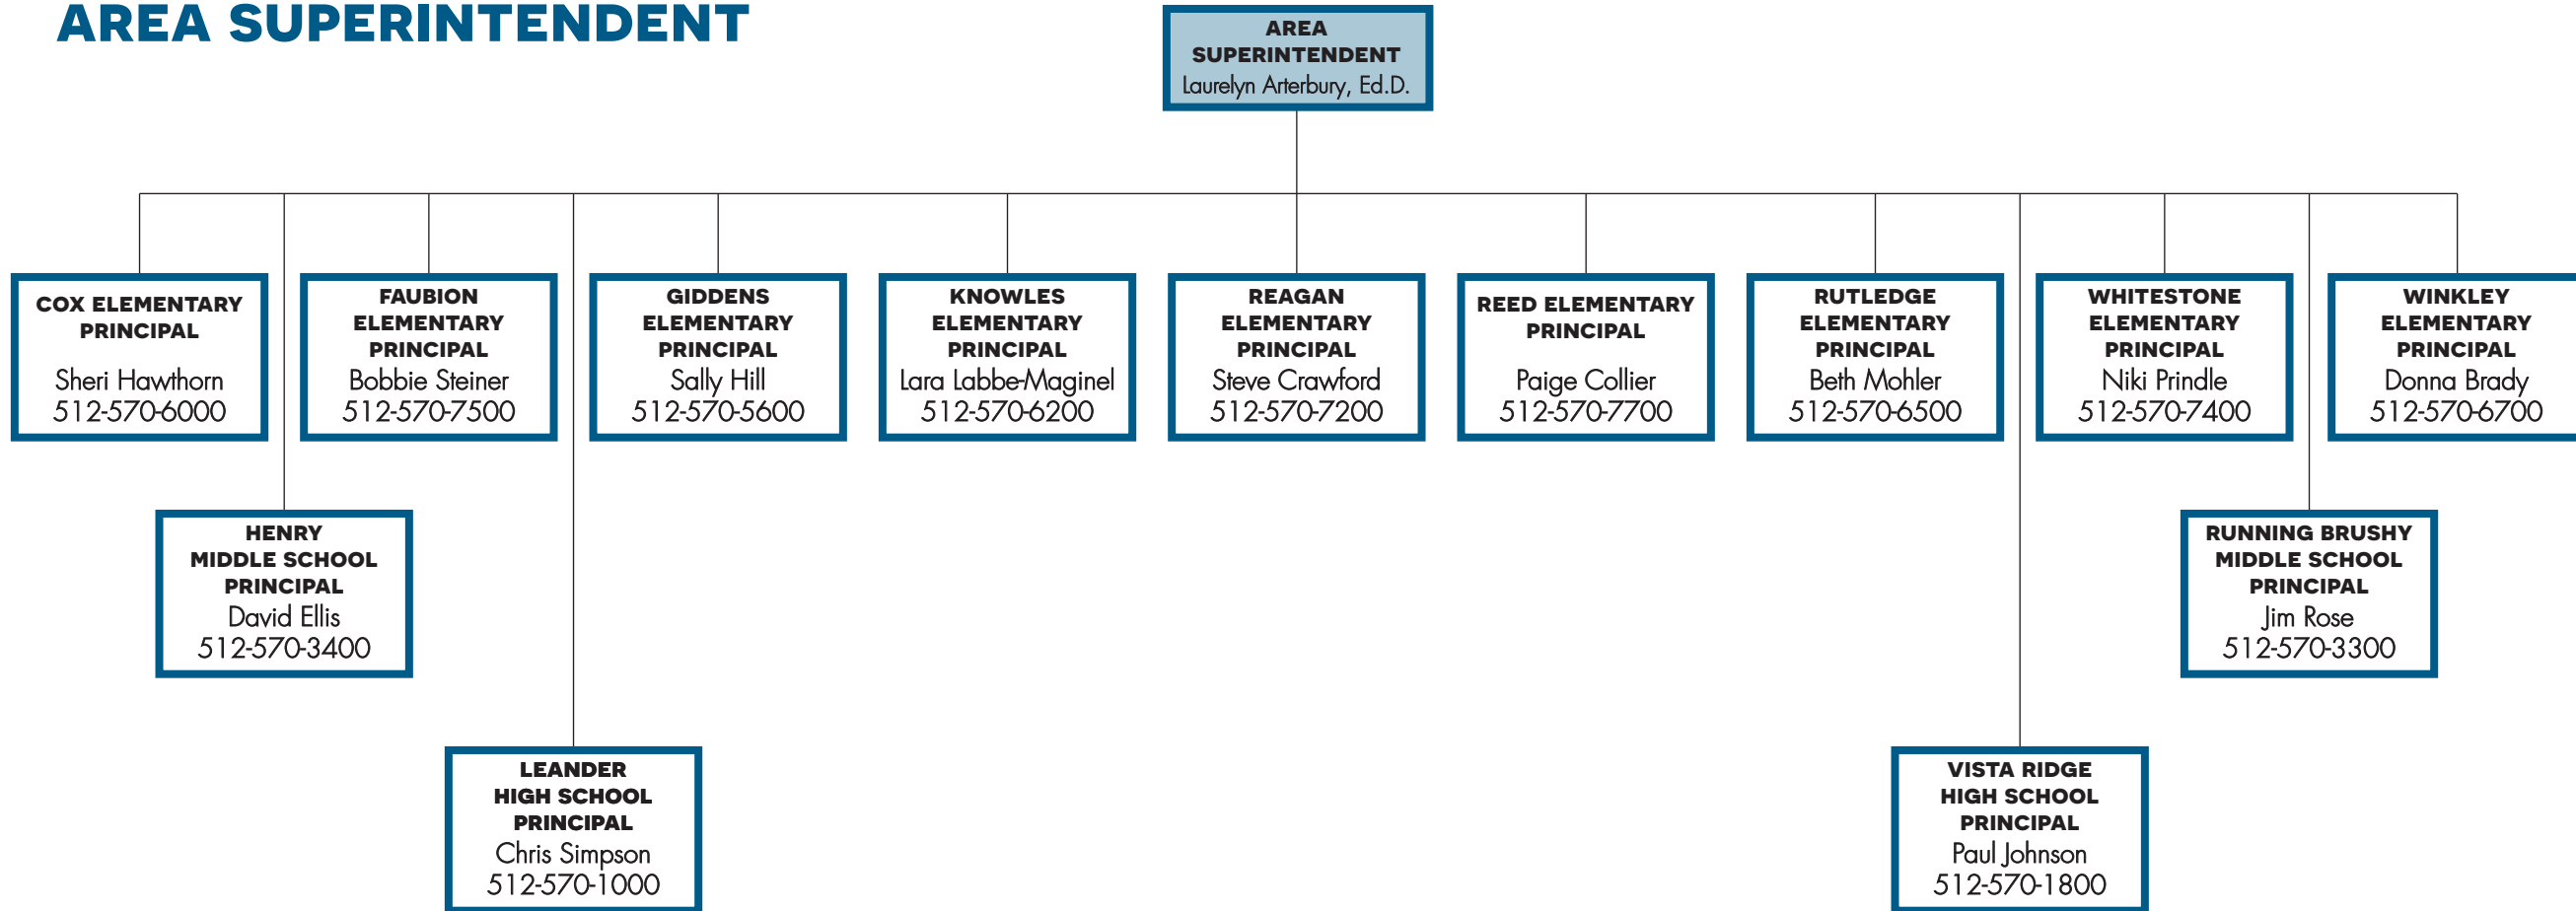 AREA SUPERINTENDENT
AREA
SUPERINTENDENT
Laurelyn Arterbury, Ed.D.
COX ELEMENTARY
PRINCIPAL
Sheri Hawthorn
512-570-6000
FAUBION
ELEMENTARY
PRINCIPAL
Bobbie Steiner
512-570-7500
GIDDENS
ELEMENTARY
PRINCIPAL
Sally Hill
512-570-5600
KNOWLES
ELEMENTARY
PRINCIPAL
Lara Labbe-Maginel
512-570-6200
REAGAN
ELEMENTARY
PRINCIPAL
Steve Crawford
512-570-7200
REED ELEMENTARY
PRINCIPAL
Paige Collier
512-570-7700
RUTLEDGE
ELEMENTARY
PRINCIPAL
Beth Mohler
512-570-6500
WHITESTONE
ELEMENTARY
PRINCIPAL
Niki Prindle
512-570-7400
WINKLEY
ELEMENTARY
PRINCIPAL
Donna Brady
512-570-6700
HENRY
MIDDLE SCHOOL
PRINCIPAL
David Ellis
512-570-3400
RUNNING BRUSHY
MIDDLE SCHOOL
PRINCIPAL
Jim Rose
512-570-3300
LEANDER
HIGH SCHOOL
PRINCIPAL
Chris Simpson
512-570-1000
VISTA RIDGE
HIGH SCHOOL
PRINCIPAL
Paul Johnson
512-570-1800